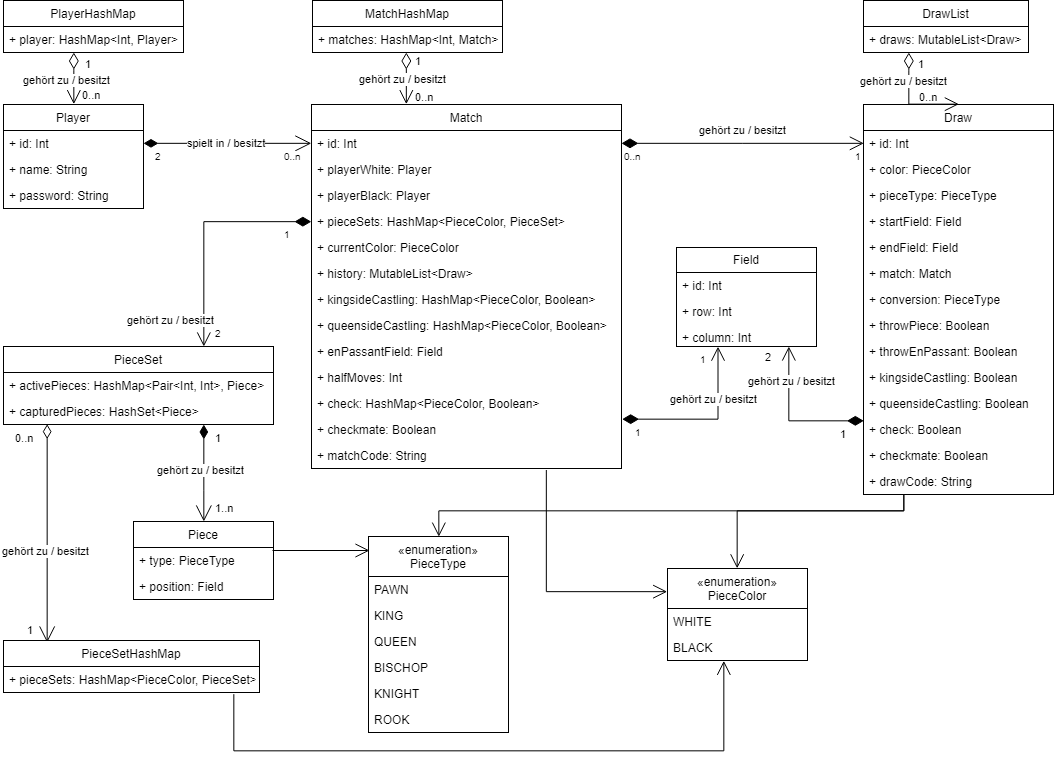 PlayerHashMap
+ player: HashMap<Int, Player>
MatchHashMap
+ matches: HashMap<Int, Match>
DrawList
+ draws: MutableList<Draw>
1
gehört zu / besitzt
0..n
1
gehört zu / besitzt
0..n
1
gehört zu / besitzt
0..n
Player
+ id: Int
+ name: String
+ password: String
2
spielt in / besitzt
0..n
Match
+ id: Int
+ playerWhite: Player
+ playerBlack: Player
+ pieceSets: HashMap<PieceColor, PieceSet>
+ currentColor: PieceColor
+ history: MutableList<Draw>
+ kingsideCastling: HashMap<PieceColor, Boolean>
+ queensideCastling: HashMap<PieceColor, Boolean>
+ enPassantField: Field
+ halfMoves: Int
+ check: HashMap<PieceColor, Boolean>
+ checkmate: Boolean
+ matchCode: String
gehört zu / besitzt
0..n
1
Draw
+ id: Int
+ color: PieceColor
+ pieceType: PieceType
+ startField: Field
+ endField: Field
+ match: Match
+ conversion: PieceType
+ throwPiece: Boolean
+ throwEnPassant: Boolean
+ kingsideCastling: Boolean
+ queensideCastling: Boolean
+ check: Boolean
+ checkmate: Boolean
+ drawCode: String
Field
+ id: Int
+ row: Int
+ column: Int
1
gehört zu / besitzt
1
2
gehört zu / besitzt
1
1
gehört zu / besitzt
2
PieceSet
+ activePieces: HashMap<Pair<Int, Int>, Piece>
+ capturedPieces: HashSet<Piece>
0..n
gehört zu / besitzt
1
1
gehört zu / besitzt
1..n
Piece
+ type: PieceType
+ position: Field
PieceSetHashMap
+ pieceSets: HashMap<PieceColor, PieceSet>
«enumeration»
PieceType
PAWN
KING
QUEEN
BISCHOP
KNIGHT
ROOK
«enumeration»
PieceColor
WHITE
BLACK